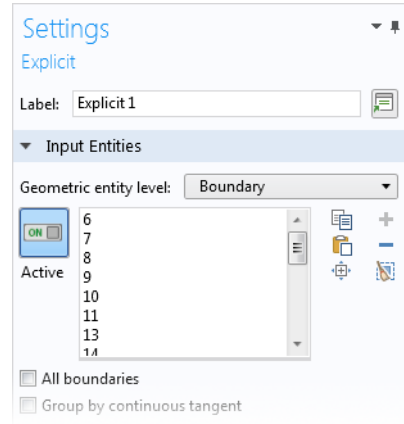 Settings
Explicit
Label: Explicit 1
Input Entities
Geometric entity level: Boundary
ON
Active
6
7
8
9
10
11
13
14
All boundaries
Group by continuous tangent